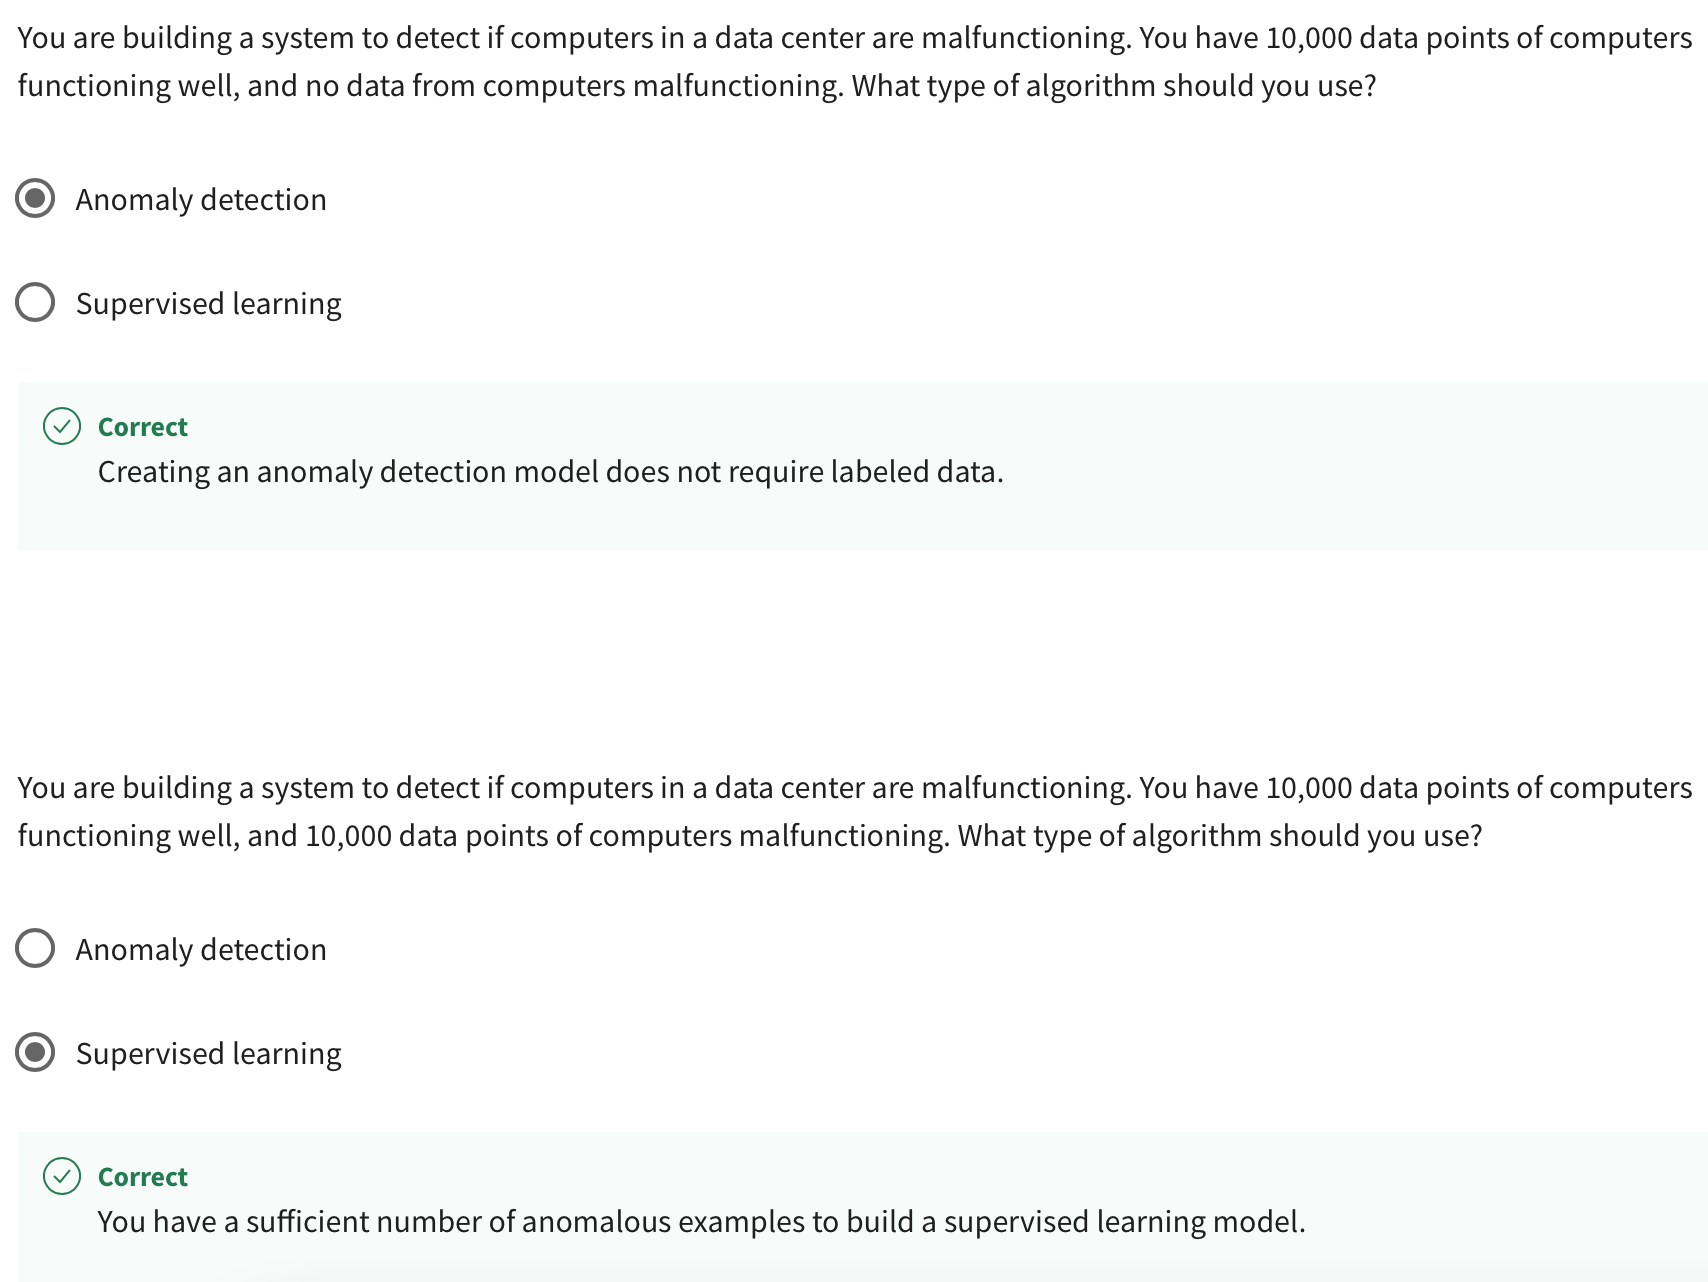 You are building a system to detect if computers in a data center are malfunctioning. You have 10,000 data points of computers
functioning well, and no data from computers malfunctioning. What type of algorithm should you use?
Anomaly detection
Supervised learning
Correct
Creating an anomaly detection model does not require labeled data.
You are building a system to detect if computers in a data center are malfunctioning. You have 10,000 data points of computers
functioning well, and 10,000 data points of computers malfunctioning. What type of algorithm should you use?
Anomaly detection
Supervised learning
Correct
You have a sufficient number of anomalous examples to build a supervised learning model.